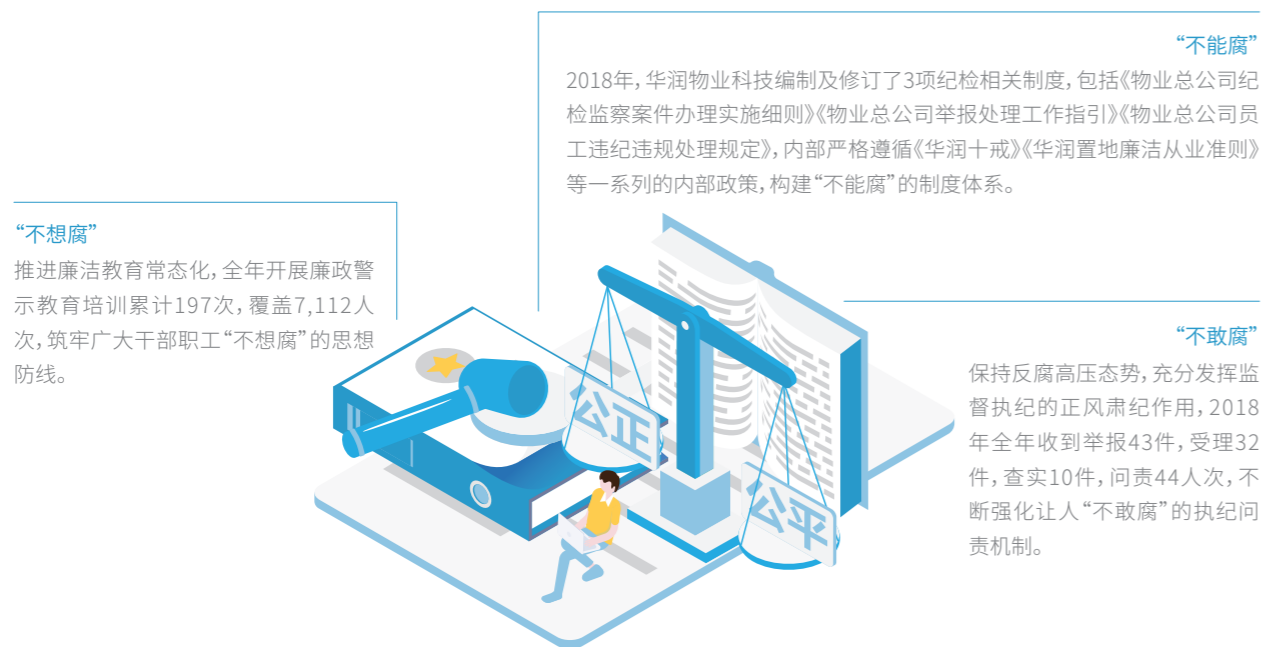 “不能腐”
2018年，华润物业科技编制及修订了3项纪检相关制度，包括《物业总公司纪
检监察案件办理实施细则》《物业总公司举报处理工作指引》《物业总公司员
工违纪违规处理规定》，内部严格遵循《华润十戒》《华润置地廉洁从业准则》
等一系列的内部政策，构建“不能腐”的制度体系。
“不想腐”
推进廉洁教育常态化，全年开展廉政警
示教育培训累计197次，覆盖7,112人
次，筑牢广大干部职工“不想腐”的思想
防线。
“不敢腐”
保持反腐高压态势，充分发挥监
督执纪的正风肃纪作用，2018
年全年收到举报43件，受理32
件，查实10件，问责44人次，不
断强化让人“不敢腐”的执纪问
责机制。
公正
公平